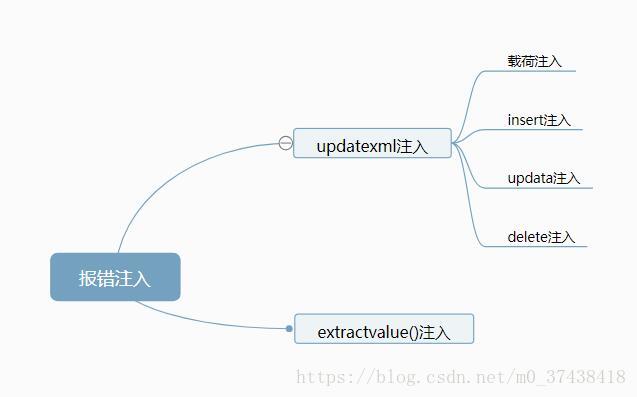 载荷注入
insert注入
updatexml注入
updata注入
delete注入
报错注入
extractvalue()注入
https://blog.csdn.net/m0_37438418